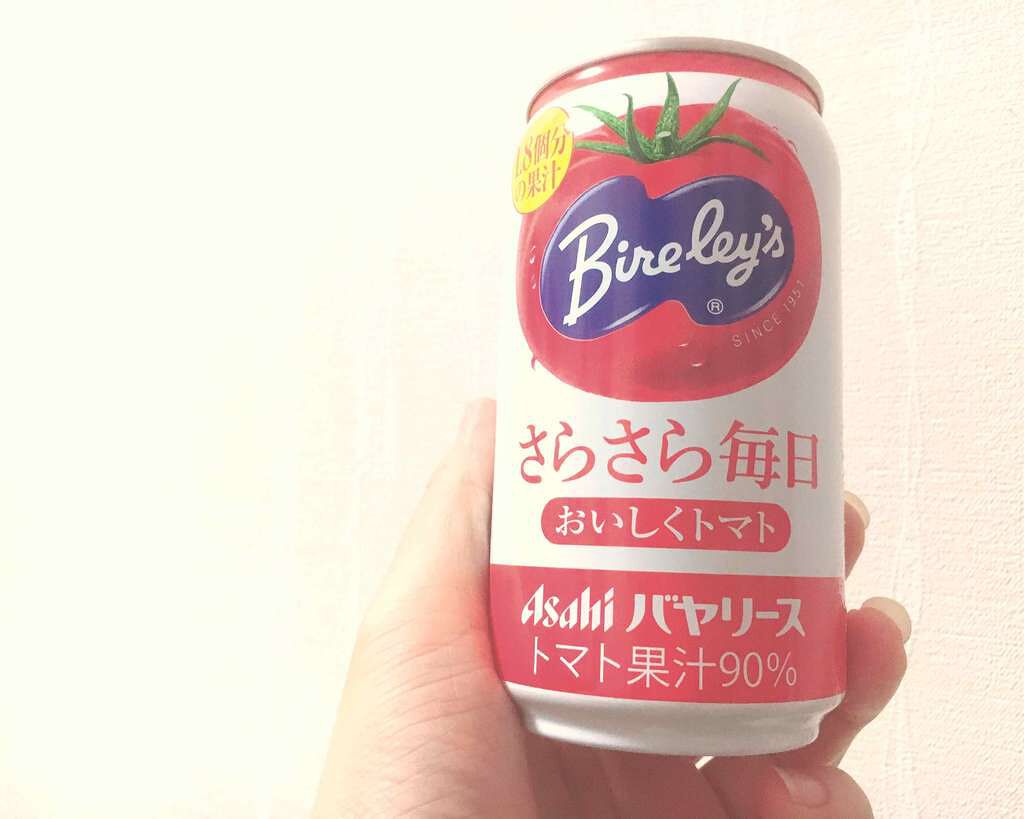 1.8個分
の果汁
Bireley's
®
SINCE 1951
さらさら毎日
おいしくトマト
Asahi バヤリース
トマト果汁90%